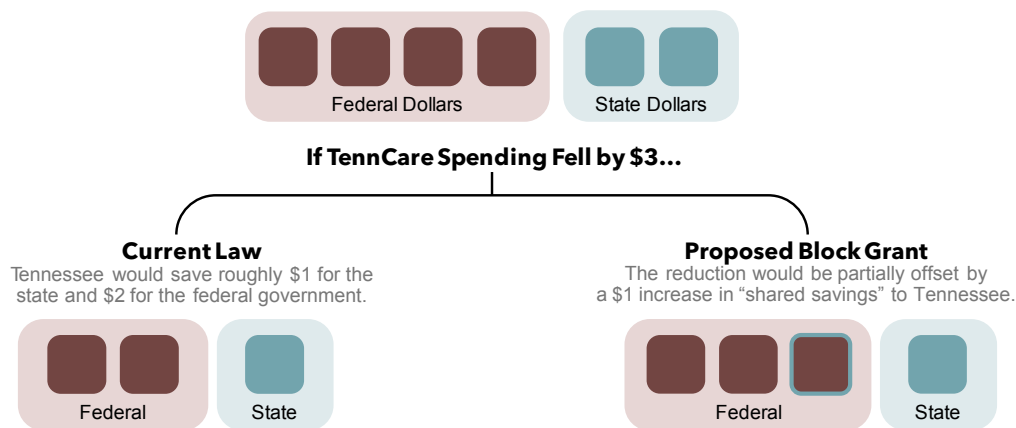 Federal Dollars
State Dollars
If TennCare Spending Fell by $3...
Current Law
Tennessee would save roughly $1 for the
state and $2 for the federal government.
Proposed Block Grant
The reduction would be partially offset by
a $1 increase in “shared savings” to Tennessee.
Federal
State
Federal
State